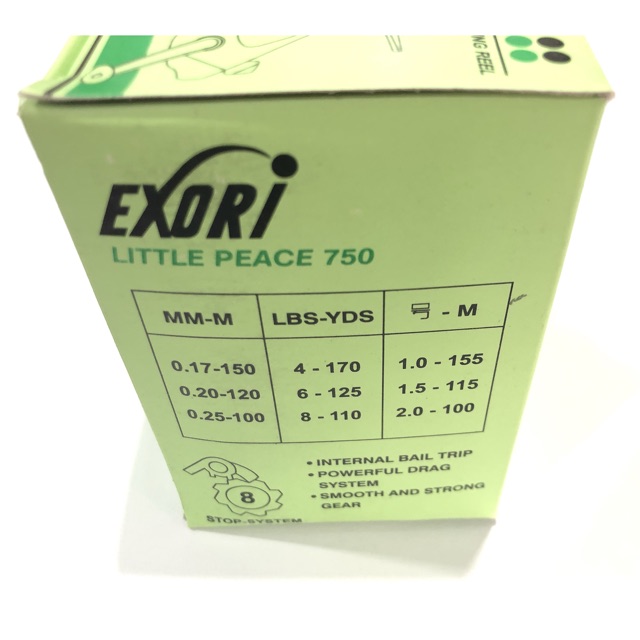 NG REEL
EXORI
LITTLE PEACE 750
MM-M LBS-YDS 号 - M
0.17-150 4 - 170 1.0 - 155
0.20-120 6 - 125 1.5 - 115
0.25-100 8 - 110 2.0 - 100
• INTERNAL BAIL TRIP
• POWERFUL DRAG
SYSTEM
• SMOOTH AND STRONG
GEAR
8
STOP-SYSTEM